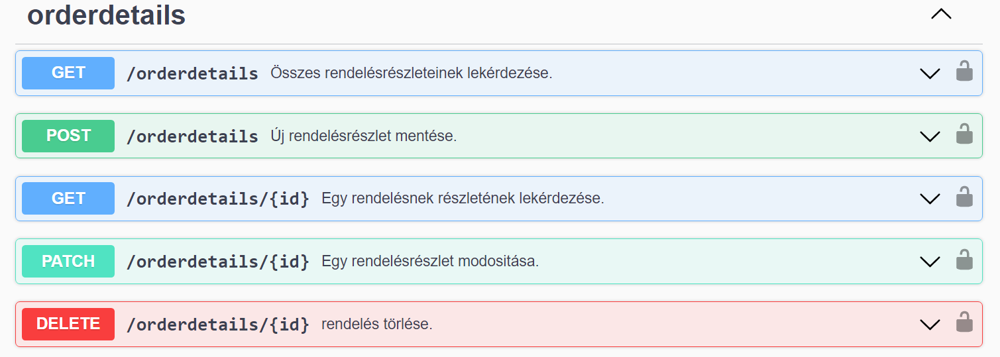 orderdetails
GET /orderdetails Összes rendelésrészleteinek lekérdezése.
POST /orderdetails Új rendelésrészlet mentése.
GET /orderdetails/{id} Egy rendelésnek részletének lekérdezése.
PATCH /orderdetails/{id} Egy rendelésrészlet modositása.
DELETE /orderdetails/{id} rendelés törlése.